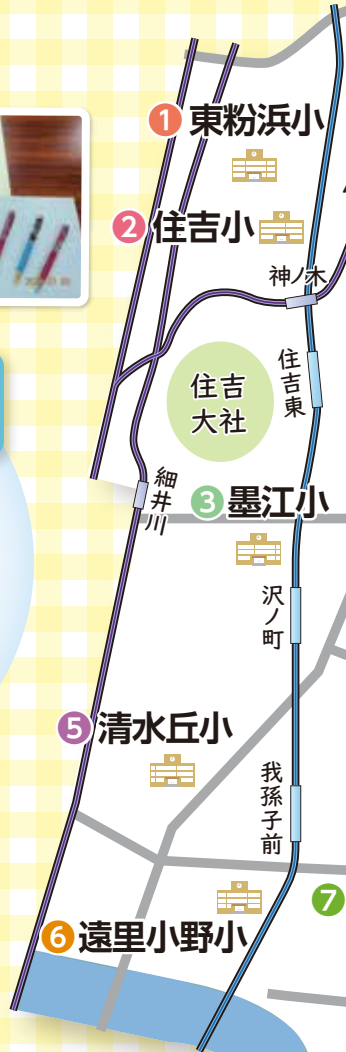 1 東粉浜小
2 住吉小
神ノ木
住吉東
住吉
大社
細井川
3 墨江小
沢ノ町
5 清水丘小
我孫子前
7
6 遠里小野小